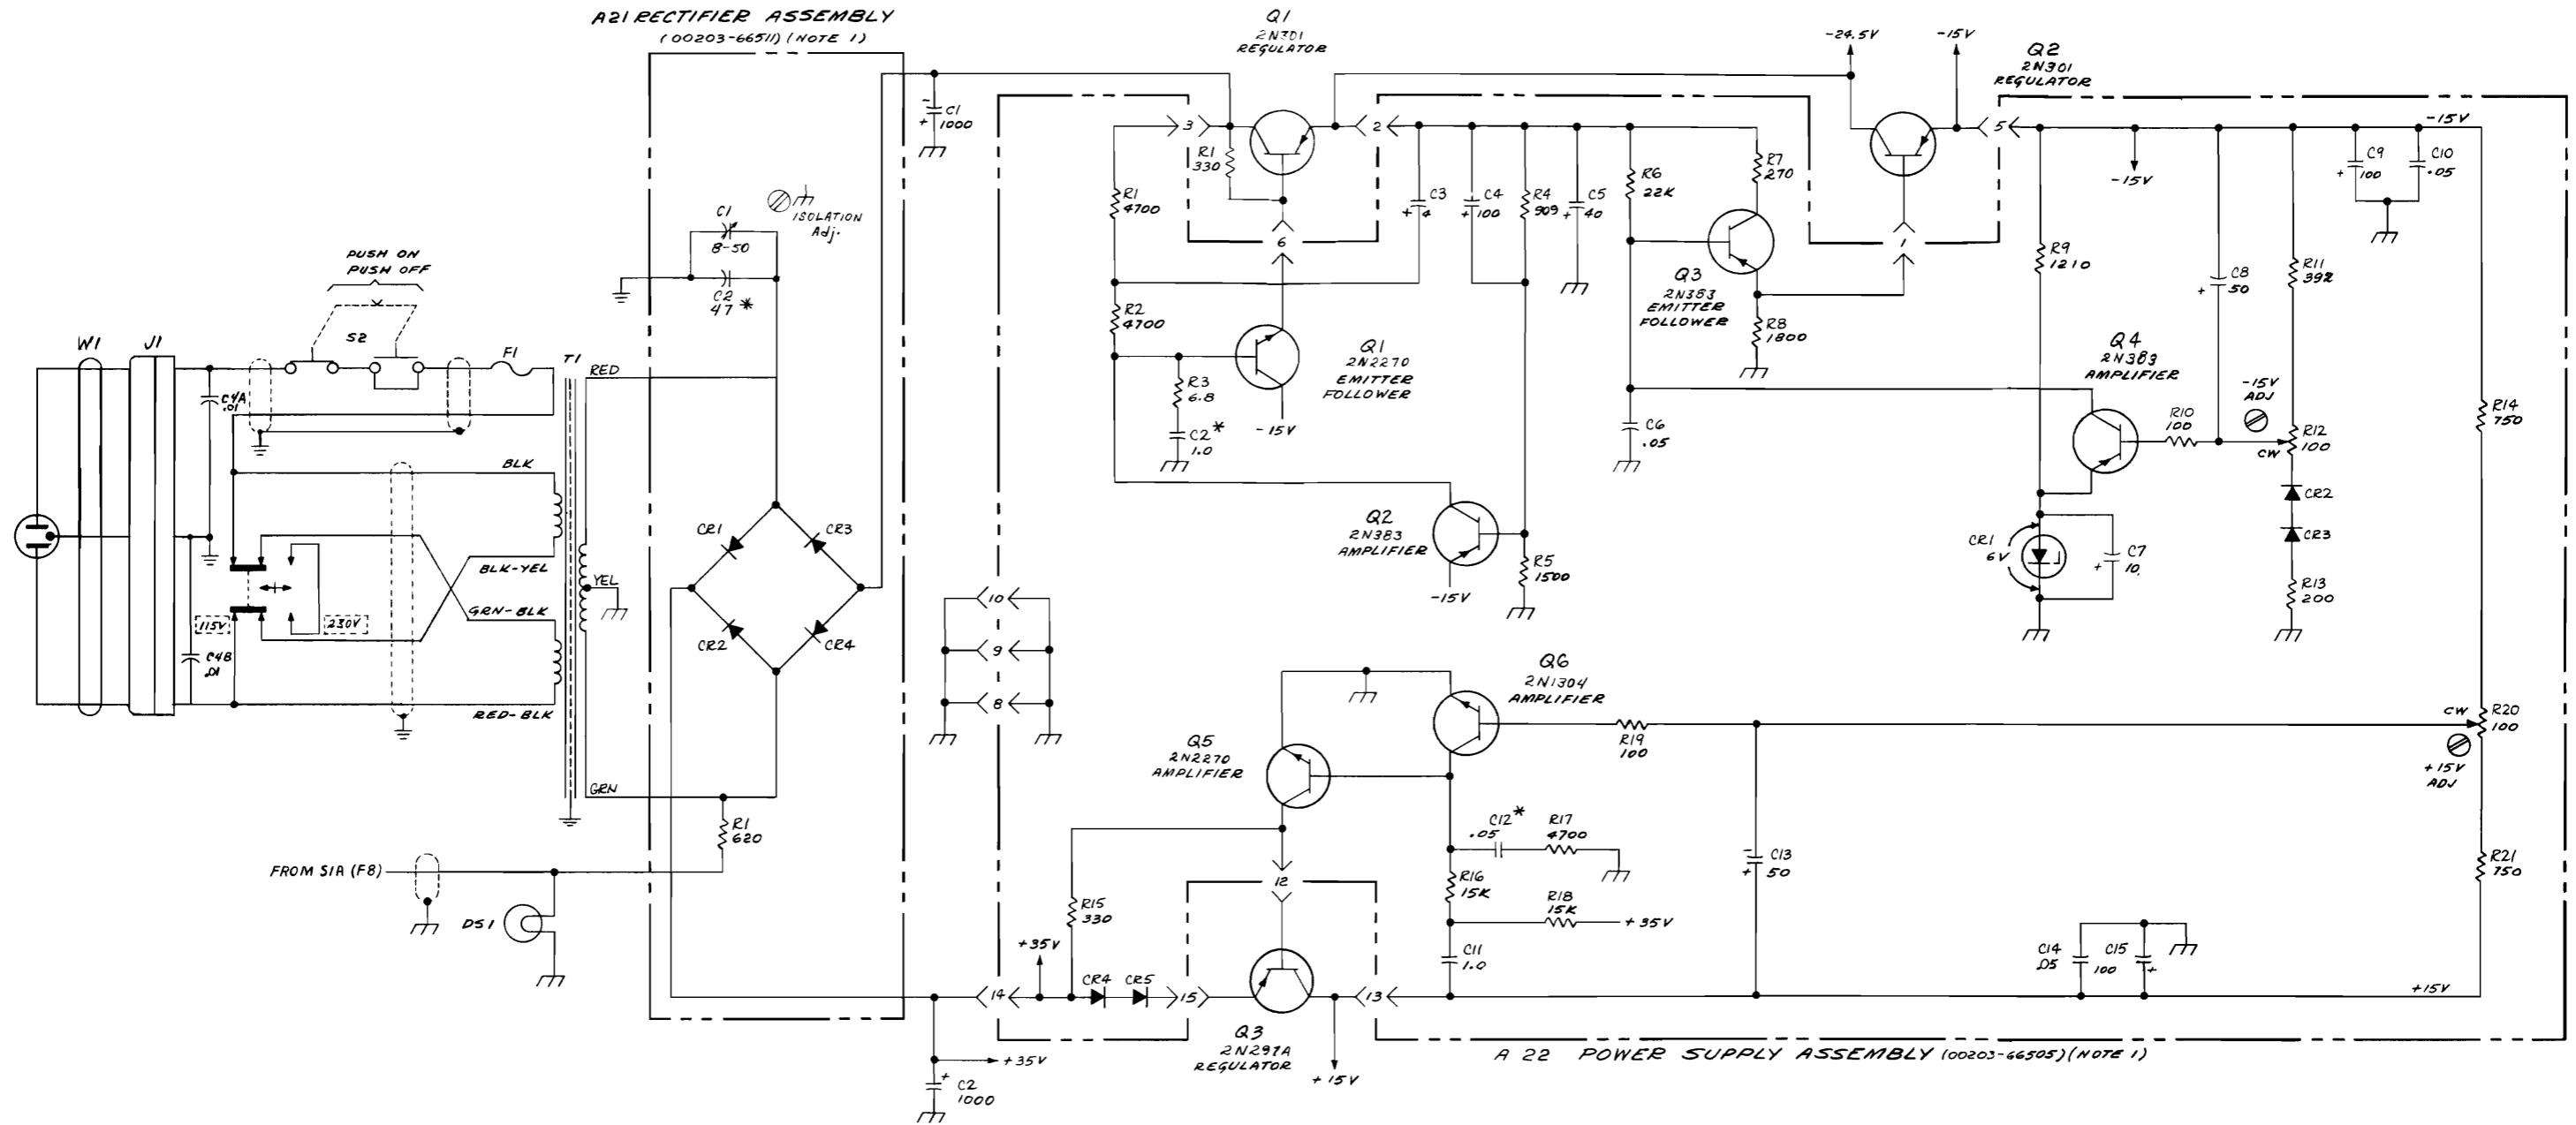 A21 RECTIFIER ASSEMBLY
(00203-66511) (NOTE 1)
Q1
2N301
REGULATOR
-24.5V
-15V
Q2
2N301
REGULATOR
C1
1000
3
R1
330
2
5
-15V
C1
8-50
ISOLATION
Adj.
C2
47 *
R1
4700
6
C3
4
C4
100
R4
909
C5
40
R6
22K
R7
270
1
-15V
C9
100
C10
.05
R9
1210
C8
50
R11
392
PUSH ON
PUSH OFF
S2
W1
J1
F1
T1
RED
C4A
.01
R2
4700
Q1
2N2270
EMITTER
FOLLOWER
R3
6.8
C2 *
1.0
-15V
Q3
2N383
EMITTER
FOLLOWER
R8
1800
Q4
2N383
AMPLIFIER
-15V
ADJ
R10
100
R12
100
CW
R14
750
C6
.05
BLK
BLK-YEL
GRN-BLK
RED-BLK
YEL
GRN
115V
230V
C4B
.01
CR1
CR3
CR2
CR4
Q2
2N383
AMPLIFIER
-15V
R5
1500
CR1
6V
C7
10
CR2
CR3
R13
200
10
9
8
Q6
2N1304
AMPLIFIER
Q5
2N2270
AMPLIFIER
R19
100
CW
R20
100
+15V
ADJ
R1
620
FROM S1A (F8)
DS1
12
C12 *
.05
R17
4700
R16
15K
R18
15K
+35V
C11
1.0
C13
50
R21
750
R15
330
+35V
14
CR4
CR5
15
13
C14
.05
C15
100
+15V
+35V
C2
1000
Q3
2N297A
REGULATOR
+15V
A 22 POWER SUPPLY ASSEMBLY (00203-66505) (NOTE 1)